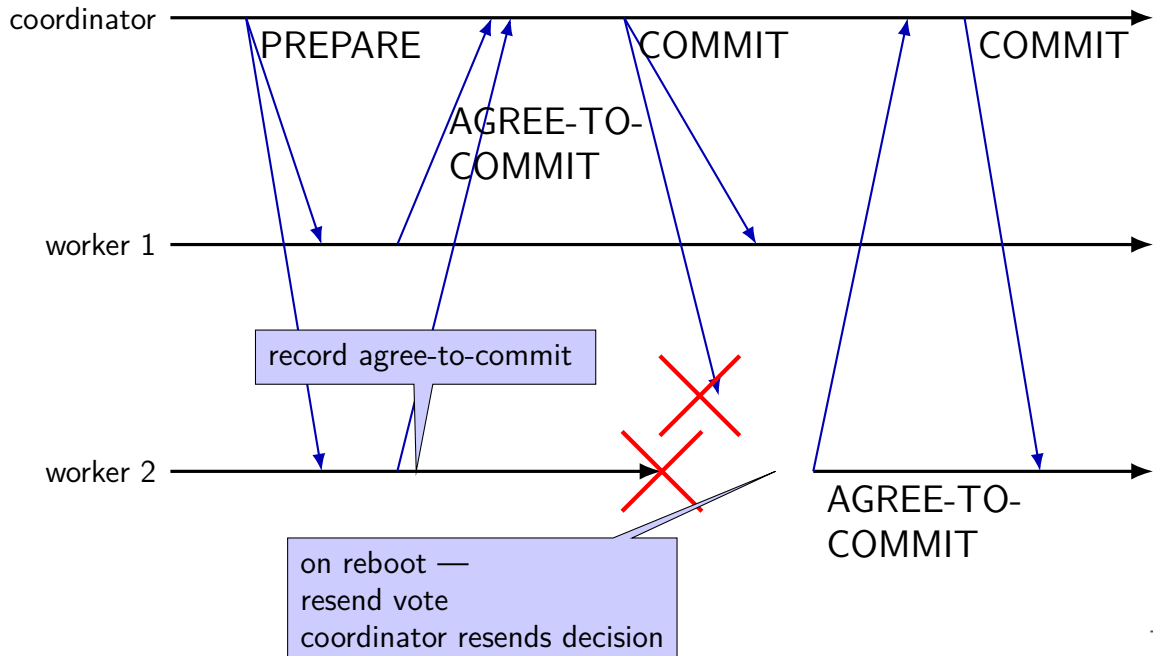 coordinator
PREPARE
COMMIT
COMMIT
AGREE-TO-
COMMIT
worker 1
record agree-to-commit
worker 2
AGREE-TO-
COMMIT
on reboot —
resend vote
coordinator resends decision